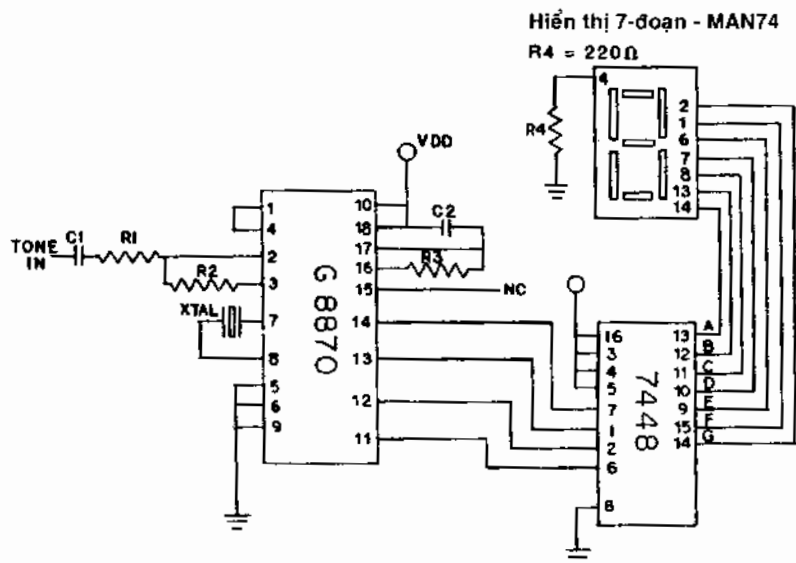 Hiển thị 7-đoạn - MAN74
R4 = 220Ω
4
R4
2
1
6
7
8
13
14
VDD
1
4
2
3
7
8
5
6
9
G 8870
10
18
17
16
15
14
13
12
11
C2
R3
NC
TONE IN
C1
R1
R2
XTAL
16
3
4
5
7
1
2
6
8
7448
13 A
12 B
11 C
10 D
9 E
15 F
14 G